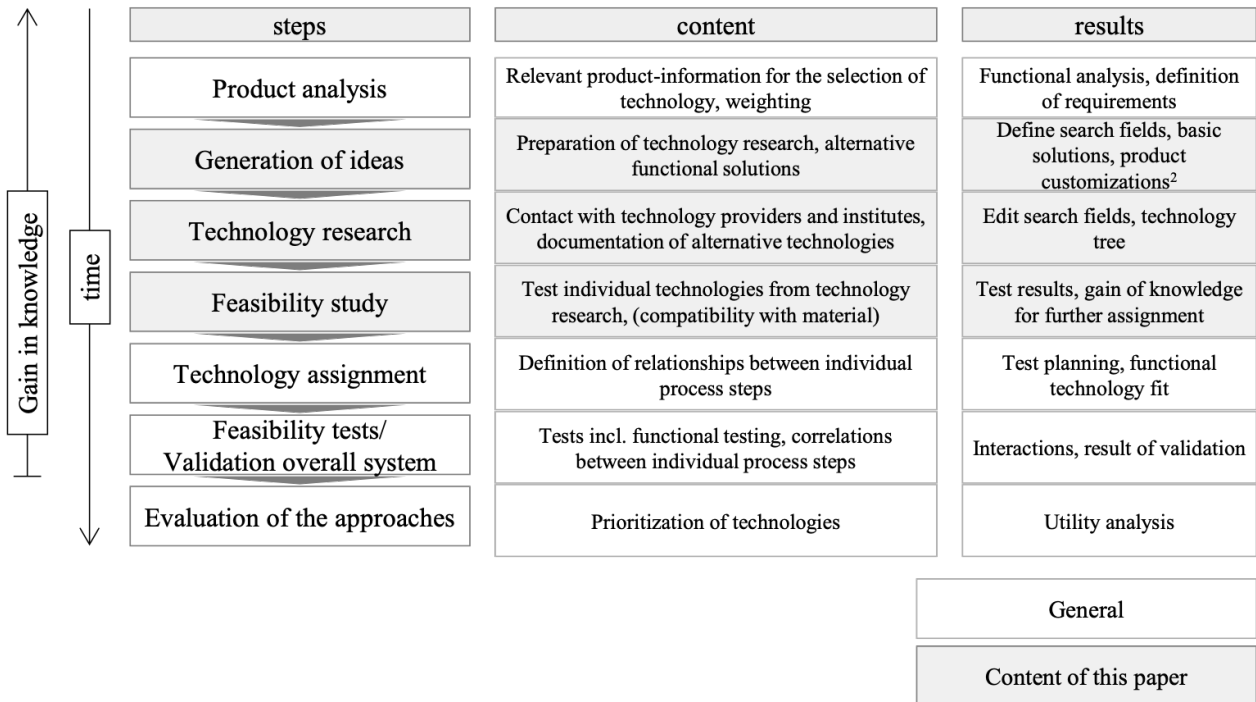 steps
content
results
Product analysis
Relevant product-information for the selection of
technology, weighting
Functional analysis, definition
of requirements
Generation of ideas
Preparation of technology research, alternative
functional solutions
Define search fields, basic
solutions, product
customizations²
Technology research
Contact with technology providers and institutes,
documentation of alternative technologies
Edit search fields, technology
tree
Feasibility study
Test individual technologies from technology
research, (compatibility with material)
Test results, gain of knowledge
for further assignment
Technology assignment
Definition of relationships between individual
process steps
Test planning, functional
technology fit
Feasibility tests/
Validation overall system
Tests incl. functional testing, correlations
between individual process steps
Interactions, result of validation
Evaluation of the approaches
Prioritization of technologies
Utility analysis
Gain in knowledge
time
General
Content of this paper